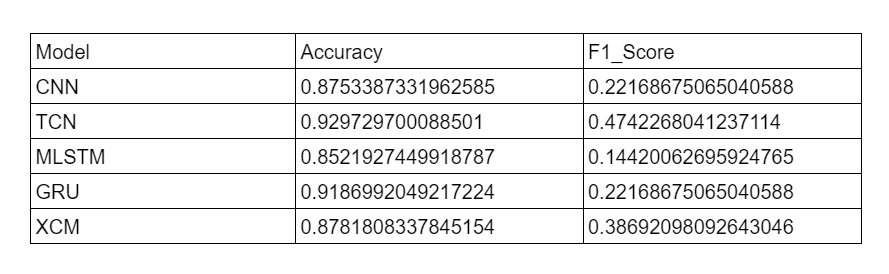 Model Accuracy F1_Score
CNN 0.8753387331962585 0.22168675065040588
TCN 0.929729700088501 0.4742268041237114
MLSTM 0.8521927449918787 0.14420062695924765
GRU 0.9186992049217224 0.22168675065040588
XCM 0.8781808337845154 0.38692098092643046